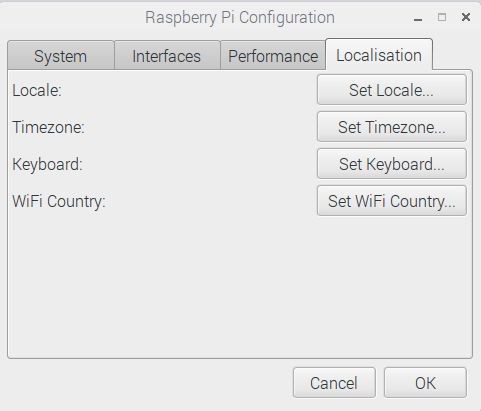 Raspberry Pi Configuration
System Interfaces Performance Localisation
Locale: Set Locale...
Timezone: Set Timezone...
Keyboard: Set Keyboard...
WiFi Country: Set WiFi Country...
Cancel OK